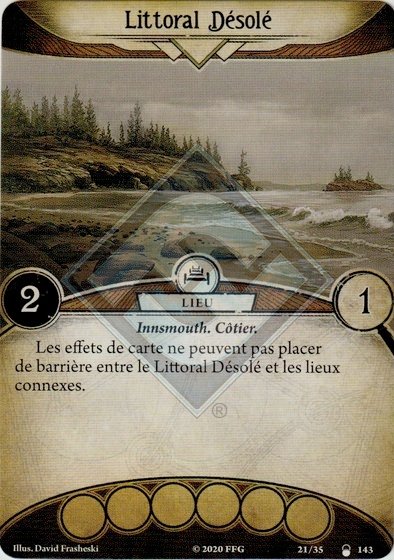 Littoral Désolé
2
LIEU
1
Innsmouth. Côtier.
Les effets de carte ne peuvent pas placer
de barrière entre le Littoral Désolé et les lieux
connexes.
®
Illus. David Frasheski
© 2020 FFG
21/35
143